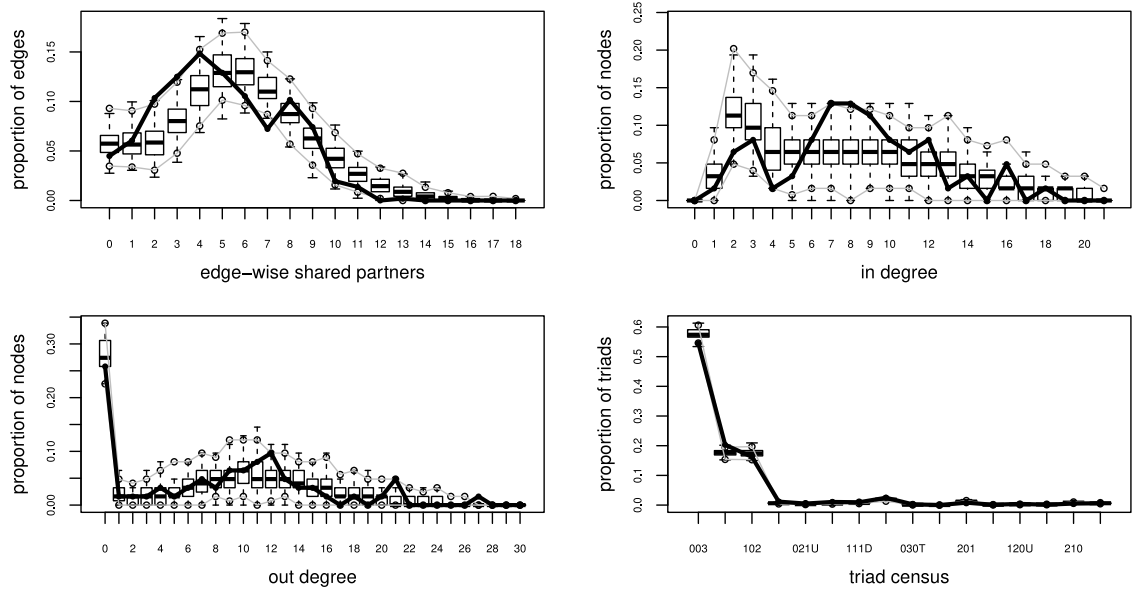 proportion of edges
0.00 0.05 0.10 0.15
0 1 2 3 4 5 6 7 8 9 10 11 12 13 14 15 16 17 18
edge−wise shared partners
proportion of nodes
0.00 0.05 0.10 0.15 0.20 0.25
0 1 2 3 4 5 6 7 8 9 10 12 14 16 18 20
in degree
proportion of nodes
0.00 0.10 0.20 0.30
0 2 4 6 8 10 12 14 16 18 20 22 24 26 28 30
out degree
proportion of triads
0.0 0.1 0.2 0.3 0.4 0.5 0.6
003 102 021U 111D 030T 201 120U 210
triad census